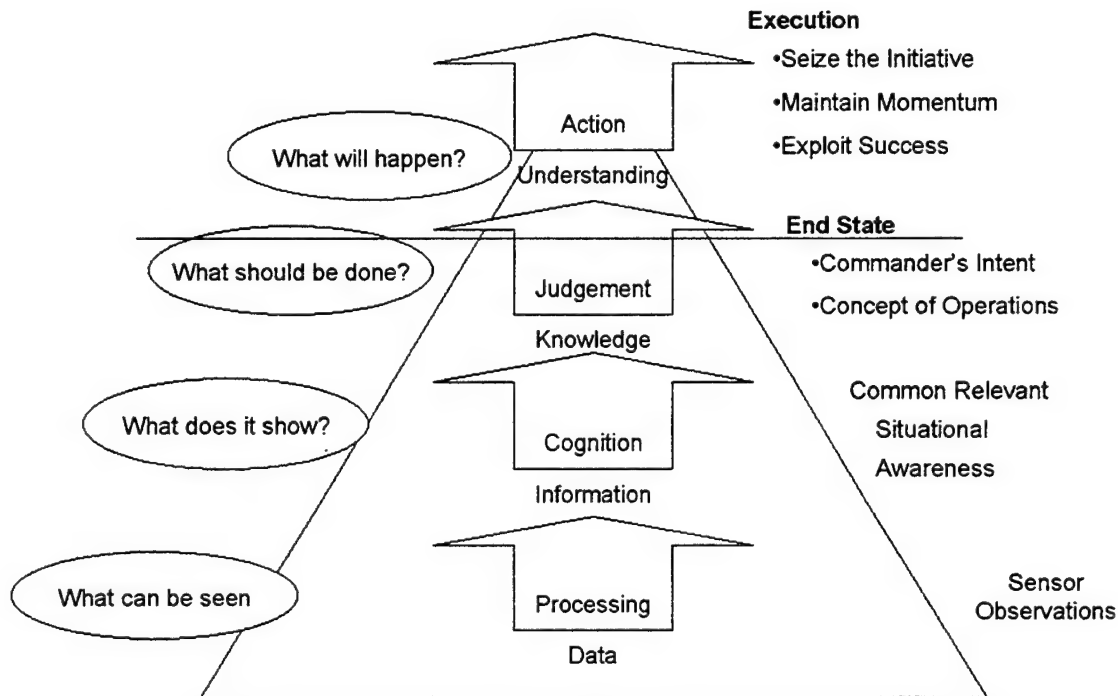 Execution
•Seize the Initiative
•Maintain Momentum
•Exploit Success
Action
What will happen?
Understanding
End State
•Commander's Intent
•Concept of Operations
What should be done?
Judgement
Knowledge
Common Relevant
Situational
Awareness
What does it show?
Cognition
Information
What can be seen
Processing
Sensor
Observations
Data